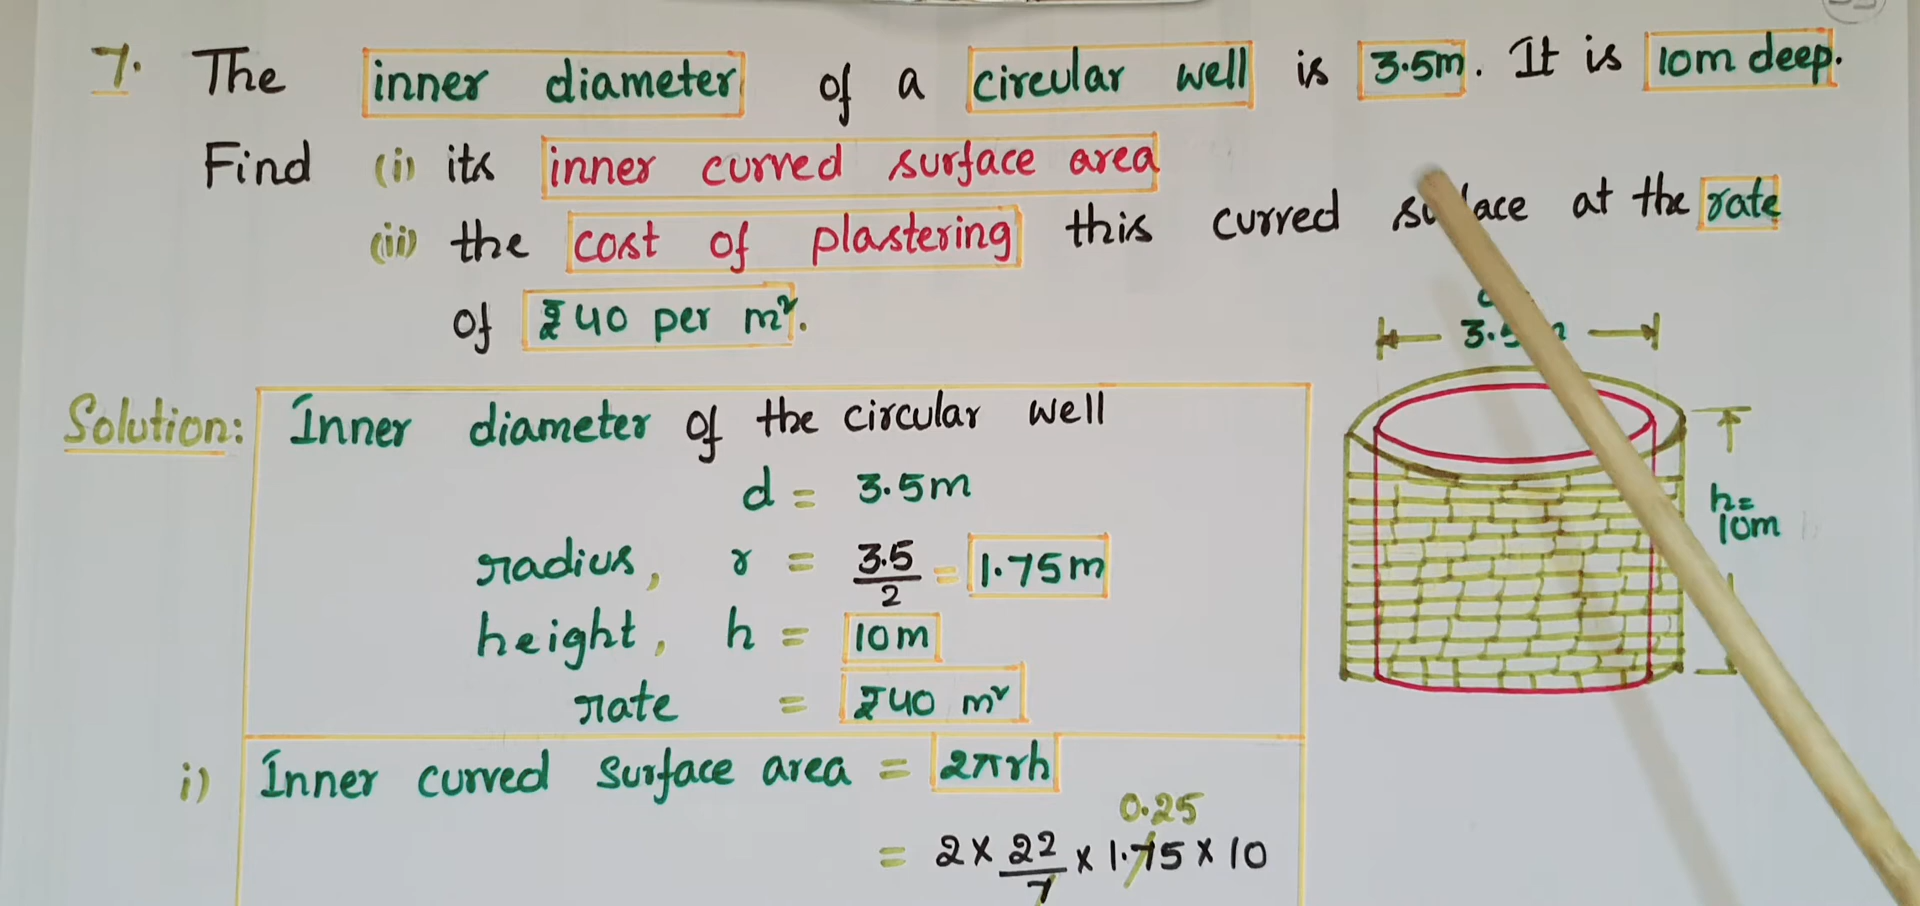 7. The inner diameter of a circular well is 3.5m. It is 10m deep.
Find (i) its inner curved surface area
(ii) the cost of plastering this curved at the rate
of ₹40 per m².
3.5
Solution: Inner diameter of the circular well
d = 3.5m
radius, r = 3.5/2 = 1.75m
height, h = 10m
rate = ₹40 m²
h=
10m
i) Inner curved surface area = 2πrh
0.25
= 2 × 22/7 × 1.75 × 10